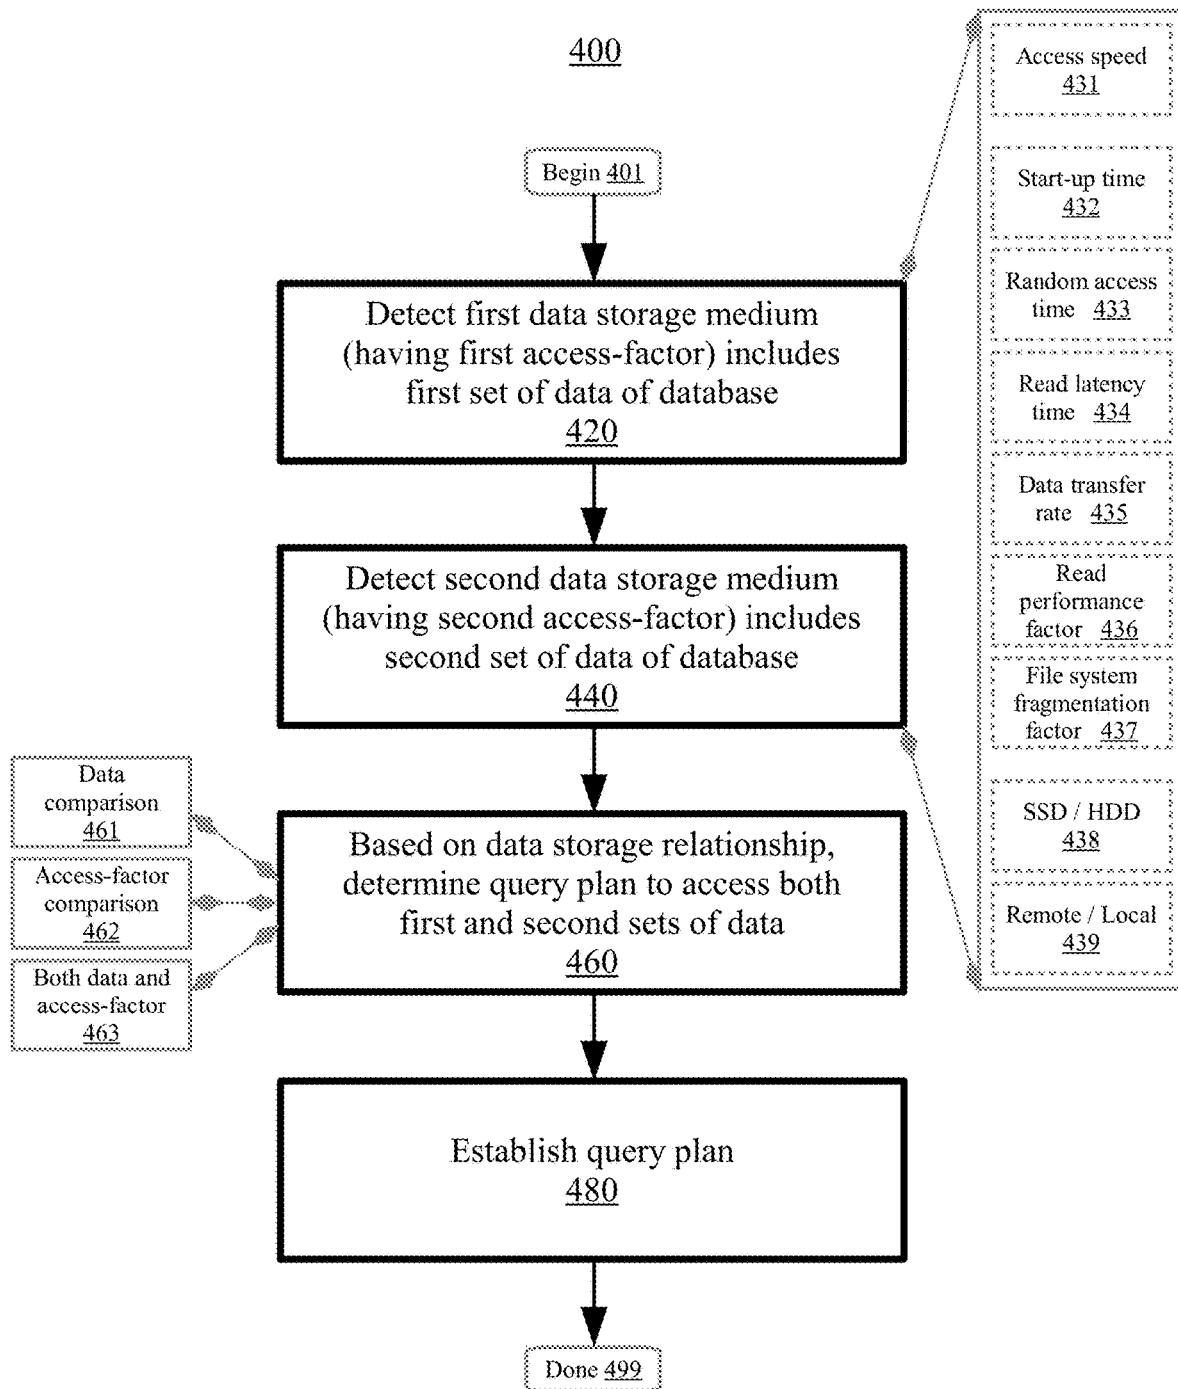 400
Begin 401
Detect first data storage medium
(having first access-factor) includes
first set of data of database
420
Detect second data storage medium
(having second access-factor) includes
second set of data of database
440
Based on data storage relationship,
determine query plan to access both
first and second sets of data
460
Establish query plan
480
Done 499
Data
comparison
461
Access-factor
comparison
462
Both data and
access-factor
463
Access speed
431
Start-up time
432
Random access
time 433
Read latency
time 434
Data transfer
rate 435
Read
performance
factor 436
File system
fragmentation
factor 437
SSD / HDD
438
Remote / Local
439